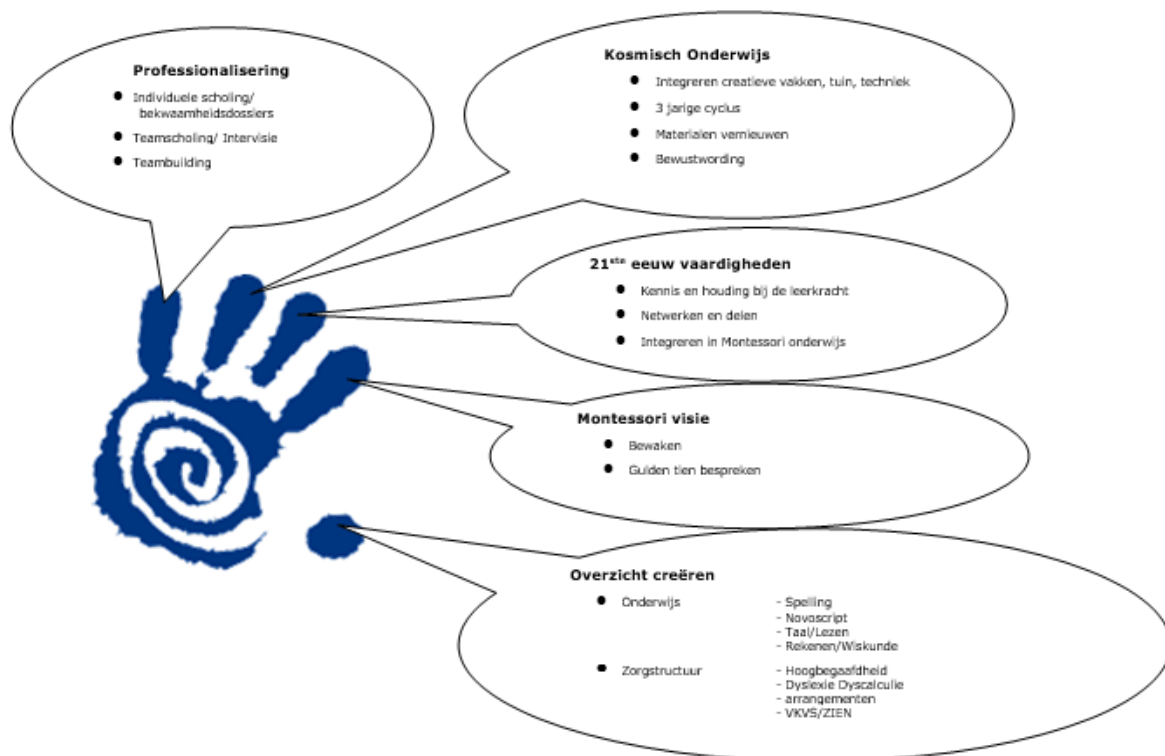 Professionalisering
● Individuele scholing/
bekwaamheidsdossiers
● Teamscholing/ Intervisie
● Teambuilding
Kosmisch Onderwijs
● Integreren creatieve vakken, tuin, techniek
● 3 jarige cyclus
● Materialen vernieuwen
● Bewustwording
21ste eeuw vaardigheden
● Kennis en houding bij de leerkracht
● Netwerken en delen
● Integreren in Montessori onderwijs
Montessori visie
● Bewaken
● Gulden tien bespreken
Overzicht creëren
● Onderwijs - Spelling
- Novoscript
- Taal/Lezen
- Rekenen/Wiskunde
● Zorgstructuur - Hoogbegaafdheid
- Dyslexie Dyscalculie
- arrangementen
- VKVS/ZIEN